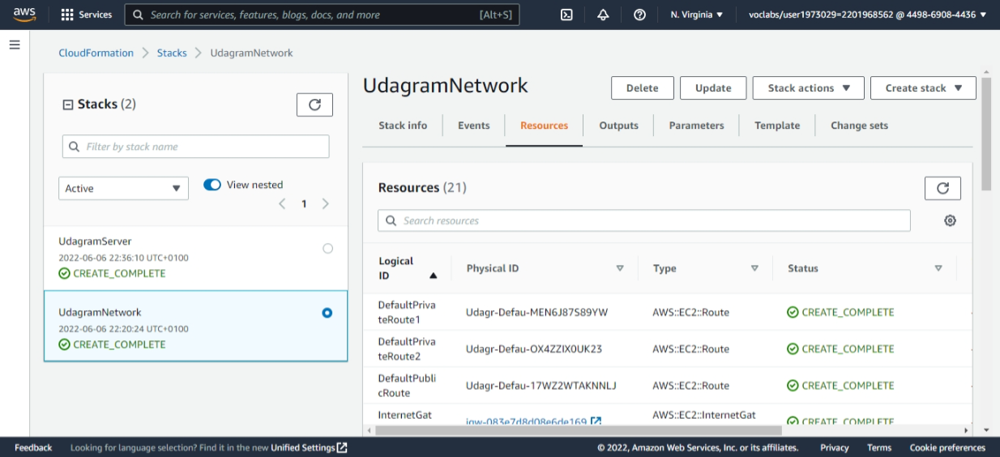 aws
Services
Search for services, features, blogs, docs, and more
[Alt+S]
N. Virginia
voclabs/user1973029=2201968562 @ 4498-6908-4436
CloudFormation
Stacks
UdagramNetwork
Stacks (2)
Filter by stack name
Active
View nested
1
UdagramServer
2022-06-06 22:36:10 UTC+0100
CREATE_COMPLETE
UdagramNetwork
2022-06-06 22:20:24 UTC+0100
CREATE_COMPLETE
UdagramNetwork
Delete
Update
Stack actions
Create stack
Stack info
Events
Resources
Outputs
Parameters
Template
Change sets
Resources (21)
Search resources
Logical
ID
Physical ID
Type
Status
DefaultPriva
teRoute1
Udagr-Defau-MEN6J87S89YW
AWS::EC2::Route
CREATE_COMPLETE
DefaultPriva
teRoute2
Udagr-Defau-OX4ZZIX0UK23
AWS::EC2::Route
CREATE_COMPLETE
DefaultPubli
cRoute
Udagr-Defau-17WZ2WTAKNNLJ
AWS::EC2::Route
CREATE_COMPLETE
InternetGat
igw-083e7d8d08e6de169
AWS::EC2::InternetGat
CREATE_COMPLETE
Feedback
Looking for language selection? Find it in the new Unified Settings
© 2022, Amazon Web Services, Inc. or its affiliates.
Privacy
Terms
Cookie preferences